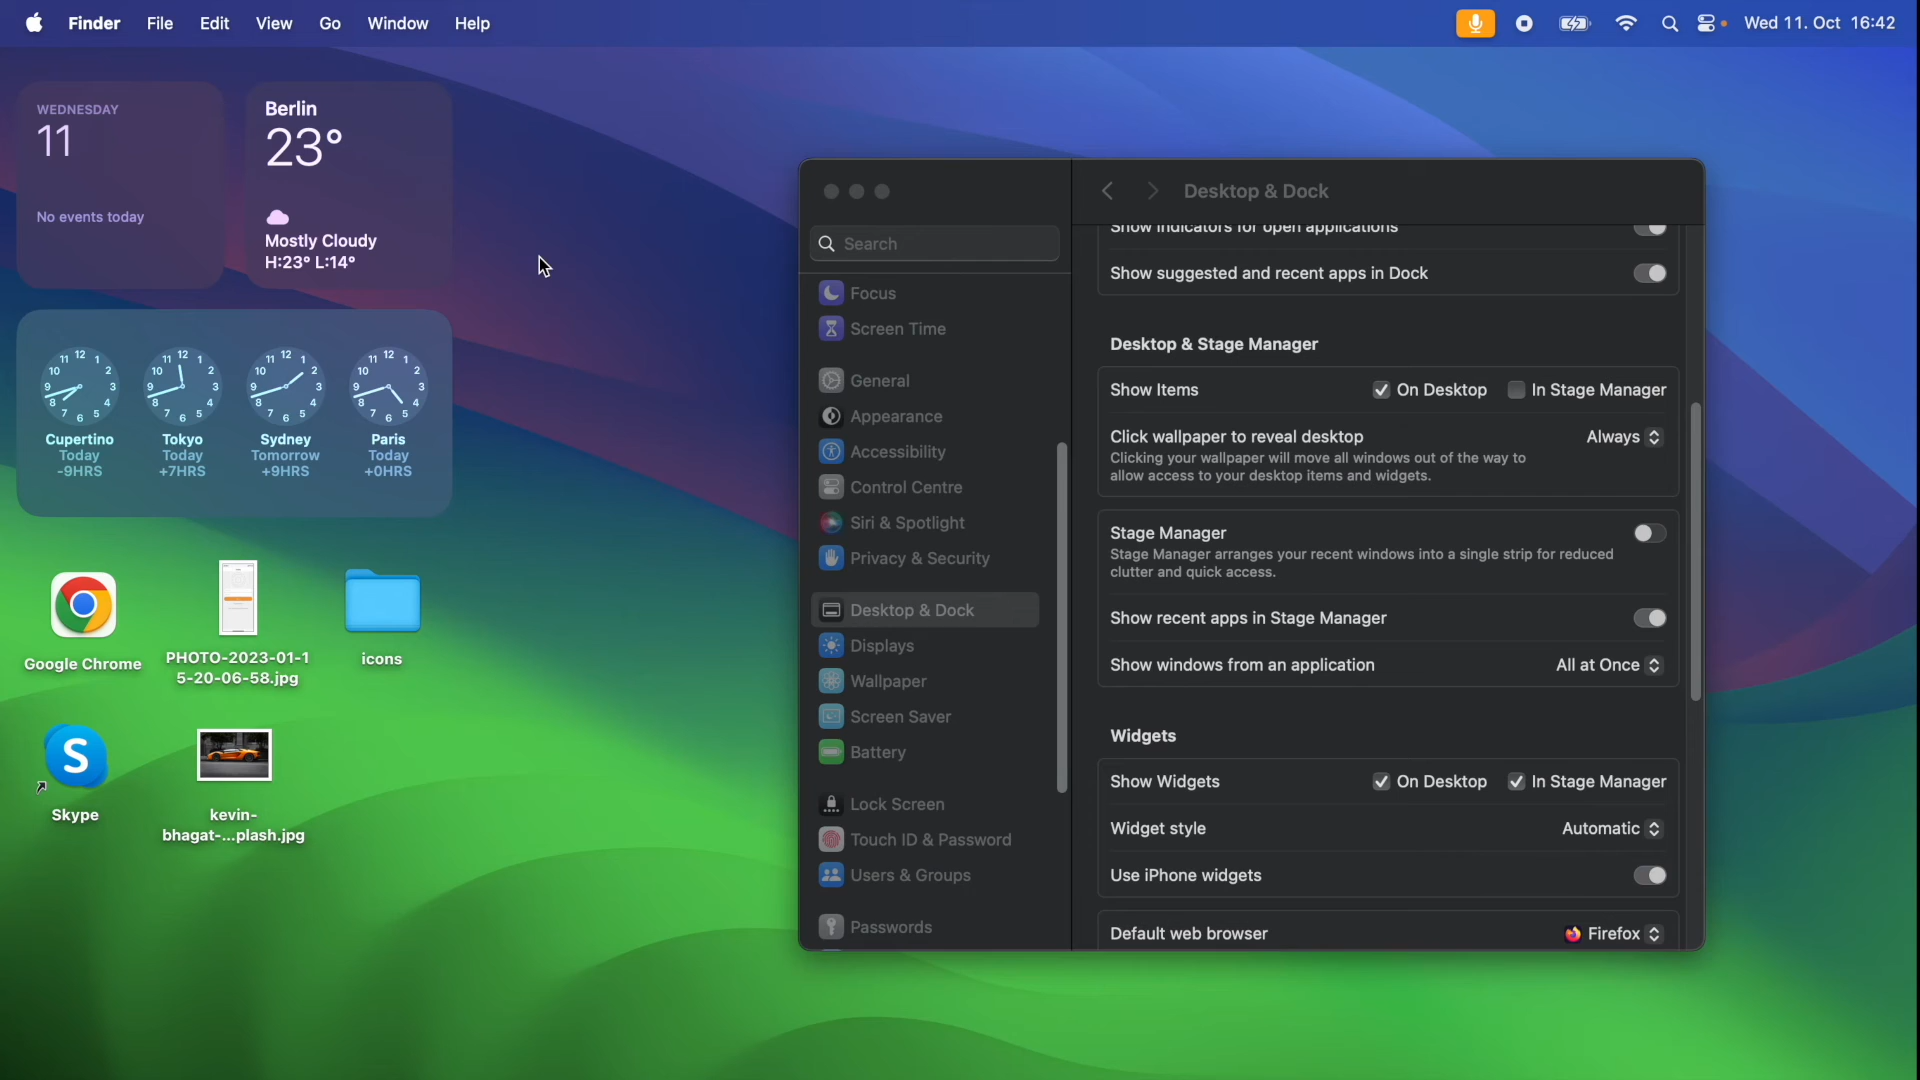 Finder File Edit View Go Window Help
Wed 11. Oct 16:42
WEDNESDAY
11
No events today
Berlin
23°
Mostly Cloudy
H:23° L:14°
Cupertino
Today
-9HRS
Tokyo
Today
+7HRS
Sydney
Tomorrow
+9HRS
Paris
Today
+0HRS
Google Chrome
PHOTO-2023-01-1
5-20-06-58.jpg
icons
S
Skype
kevin-
bhagat-...plash.jpg
Search
Focus
Screen Time
General
Appearance
Accessibility
Control Centre
Siri & Spotlight
Privacy & Security
Desktop & Dock
Displays
Wallpaper
Screen Saver
Battery
Lock Screen
Touch ID & Password
Users & Groups
Passwords
Desktop & Dock
Show indicators for open applications
Show suggested and recent apps in Dock
Desktop & Stage Manager
Show Items On Desktop In Stage Manager
Click wallpaper to reveal desktop Always
Clicking your wallpaper will move all windows out of the way to
allow access to your desktop items and widgets.
Stage Manager
Stage Manager arranges your recent windows into a single strip for reduced
clutter and quick access.
Show recent apps in Stage Manager
Show windows from an application All at Once
Widgets
Show Widgets On Desktop In Stage Manager
Widget style Automatic
Use iPhone widgets
Default web browser Firefox